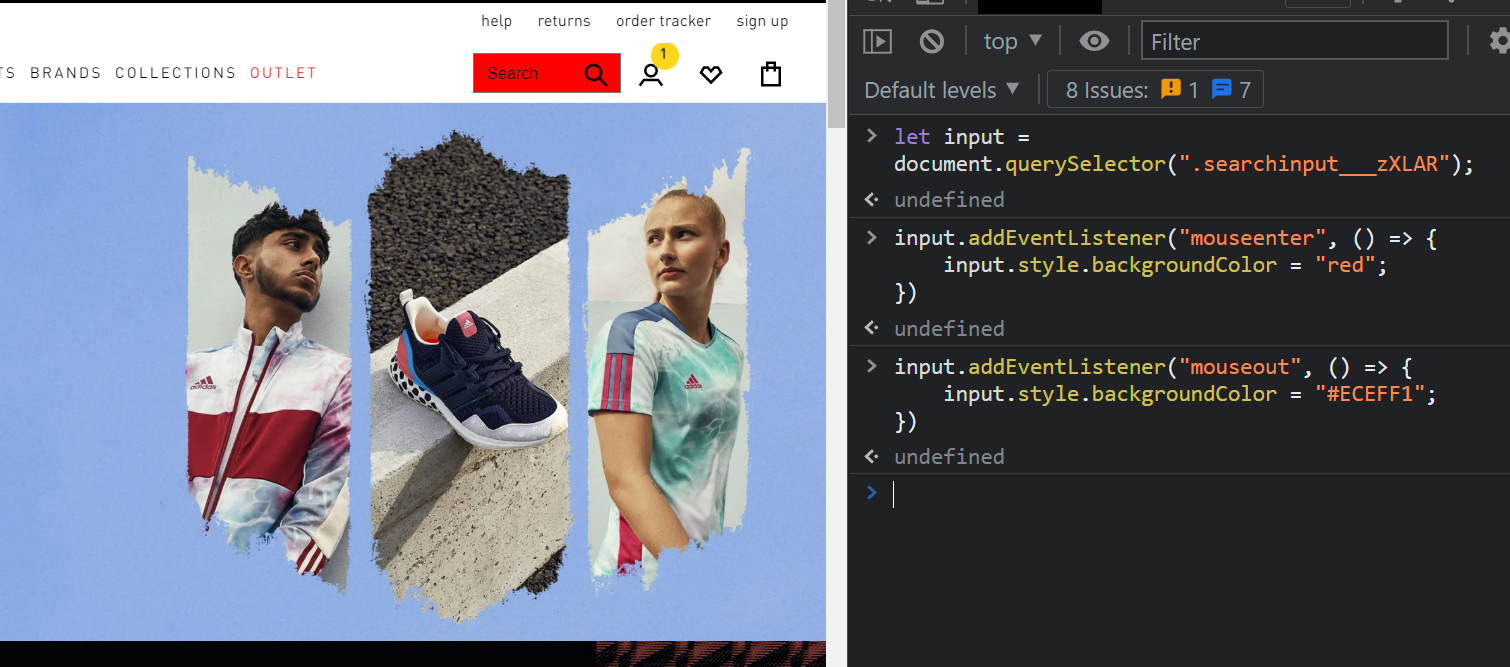 help returns order tracker sign up
TS BRANDS COLLECTIONS OUTLET
Search
1
adidas
top
Filter
Default levels
8 Issues: 1 7
let input =
document.querySelector(".searchinput___zXLAR");
undefined
input.addEventListener("mouseenter", () => {
input.style.backgroundColor = "red";
})
undefined
input.addEventListener("mouseout", () => {
input.style.backgroundColor = "#ECEFF1";
})
undefined